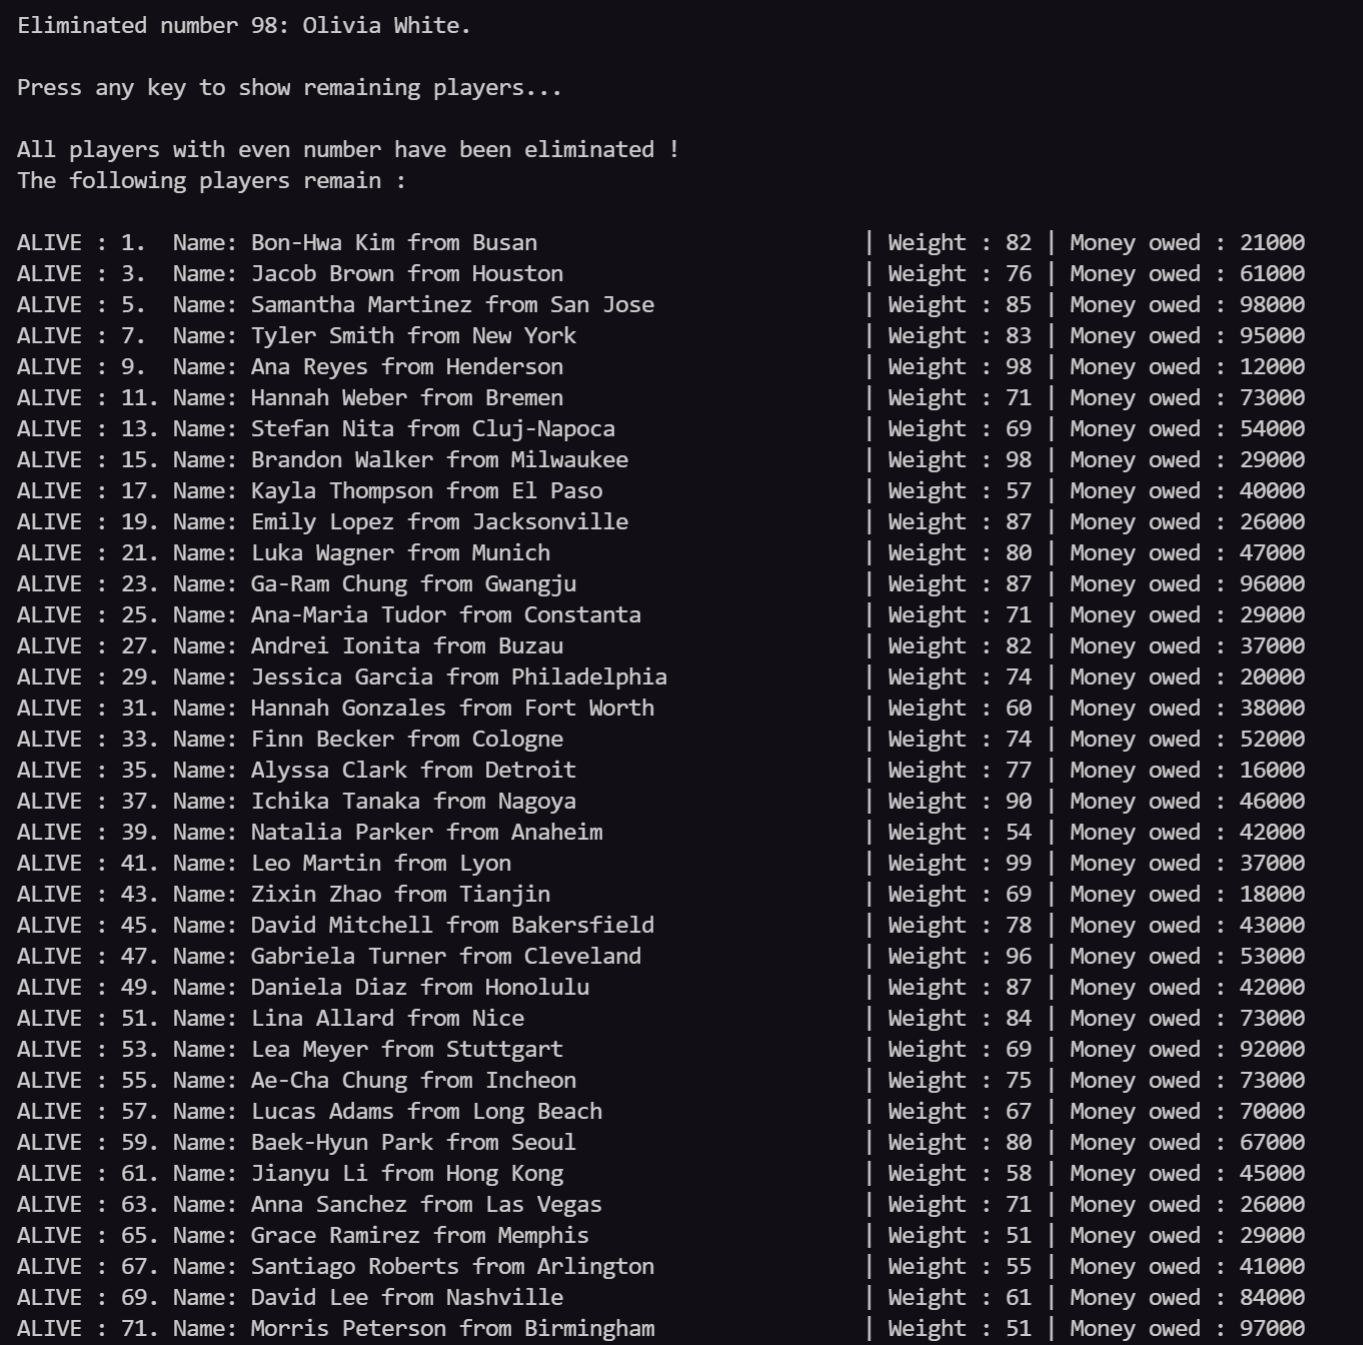 Eliminated number 98: Olivia White.
Press any key to show remaining players...
All players with even number have been eliminated !
The following players remain :
ALIVE : 1.  Name: Bon-Hwa Kim from Busan | Weight : 82 | Money owed : 21000
ALIVE : 3.  Name: Jacob Brown from Houston | Weight : 76 | Money owed : 61000
ALIVE : 5.  Name: Samantha Martinez from San Jose | Weight : 85 | Money owed : 98000
ALIVE : 7.  Name: Tyler Smith from New York | Weight : 83 | Money owed : 95000
ALIVE : 9.  Name: Ana Reyes from Henderson | Weight : 98 | Money owed : 12000
ALIVE : 11. Name: Hannah Weber from Bremen | Weight : 71 | Money owed : 73000
ALIVE : 13. Name: Stefan Nita from Cluj-Napoca | Weight : 69 | Money owed : 54000
ALIVE : 15. Name: Brandon Walker from Milwaukee | Weight : 98 | Money owed : 29000
ALIVE : 17. Name: Kayla Thompson from El Paso | Weight : 57 | Money owed : 40000
ALIVE : 19. Name: Emily Lopez from Jacksonville | Weight : 87 | Money owed : 26000
ALIVE : 21. Name: Luka Wagner from Munich | Weight : 80 | Money owed : 47000
ALIVE : 23. Name: Ga-Ram Chung from Gwangju | Weight : 87 | Money owed : 96000
ALIVE : 25. Name: Ana-Maria Tudor from Constanta | Weight : 71 | Money owed : 29000
ALIVE : 27. Name: Andrei Ionita from Buzau | Weight : 82 | Money owed : 37000
ALIVE : 29. Name: Jessica Garcia from Philadelphia | Weight : 74 | Money owed : 20000
ALIVE : 31. Name: Hannah Gonzales from Fort Worth | Weight : 60 | Money owed : 38000
ALIVE : 33. Name: Finn Becker from Cologne | Weight : 74 | Money owed : 52000
ALIVE : 35. Name: Alyssa Clark from Detroit | Weight : 77 | Money owed : 16000
ALIVE : 37. Name: Ichika Tanaka from Nagoya | Weight : 90 | Money owed : 46000
ALIVE : 39. Name: Natalia Parker from Anaheim | Weight : 54 | Money owed : 42000
ALIVE : 41. Name: Leo Martin from Lyon | Weight : 99 | Money owed : 37000
ALIVE : 43. Name: Zixin Zhao from Tianjin | Weight : 69 | Money owed : 18000
ALIVE : 45. Name: David Mitchell from Bakersfield | Weight : 78 | Money owed : 43000
ALIVE : 47. Name: Gabriela Turner from Cleveland | Weight : 96 | Money owed : 53000
ALIVE : 49. Name: Daniela Diaz from Honolulu | Weight : 87 | Money owed : 42000
ALIVE : 51. Name: Lina Allard from Nice | Weight : 84 | Money owed : 73000
ALIVE : 53. Name: Lea Meyer from Stuttgart | Weight : 69 | Money owed : 92000
ALIVE : 55. Name: Ae-Cha Chung from Incheon | Weight : 75 | Money owed : 73000
ALIVE : 57. Name: Lucas Adams from Long Beach | Weight : 67 | Money owed : 70000
ALIVE : 59. Name: Baek-Hyun Park from Seoul | Weight : 80 | Money owed : 67000
ALIVE : 61. Name: Jianyu Li from Hong Kong | Weight : 58 | Money owed : 45000
ALIVE : 63. Name: Anna Sanchez from Las Vegas | Weight : 71 | Money owed : 26000
ALIVE : 65. Name: Grace Ramirez from Memphis | Weight : 51 | Money owed : 29000
ALIVE : 67. Name: Santiago Roberts from Arlington | Weight : 55 | Money owed : 41000
ALIVE : 69. Name: David Lee from Nashville | Weight : 61 | Money owed : 84000
ALIVE : 71. Name: Morris Peterson from Birmingham | Weight : 51 | Money owed : 97000